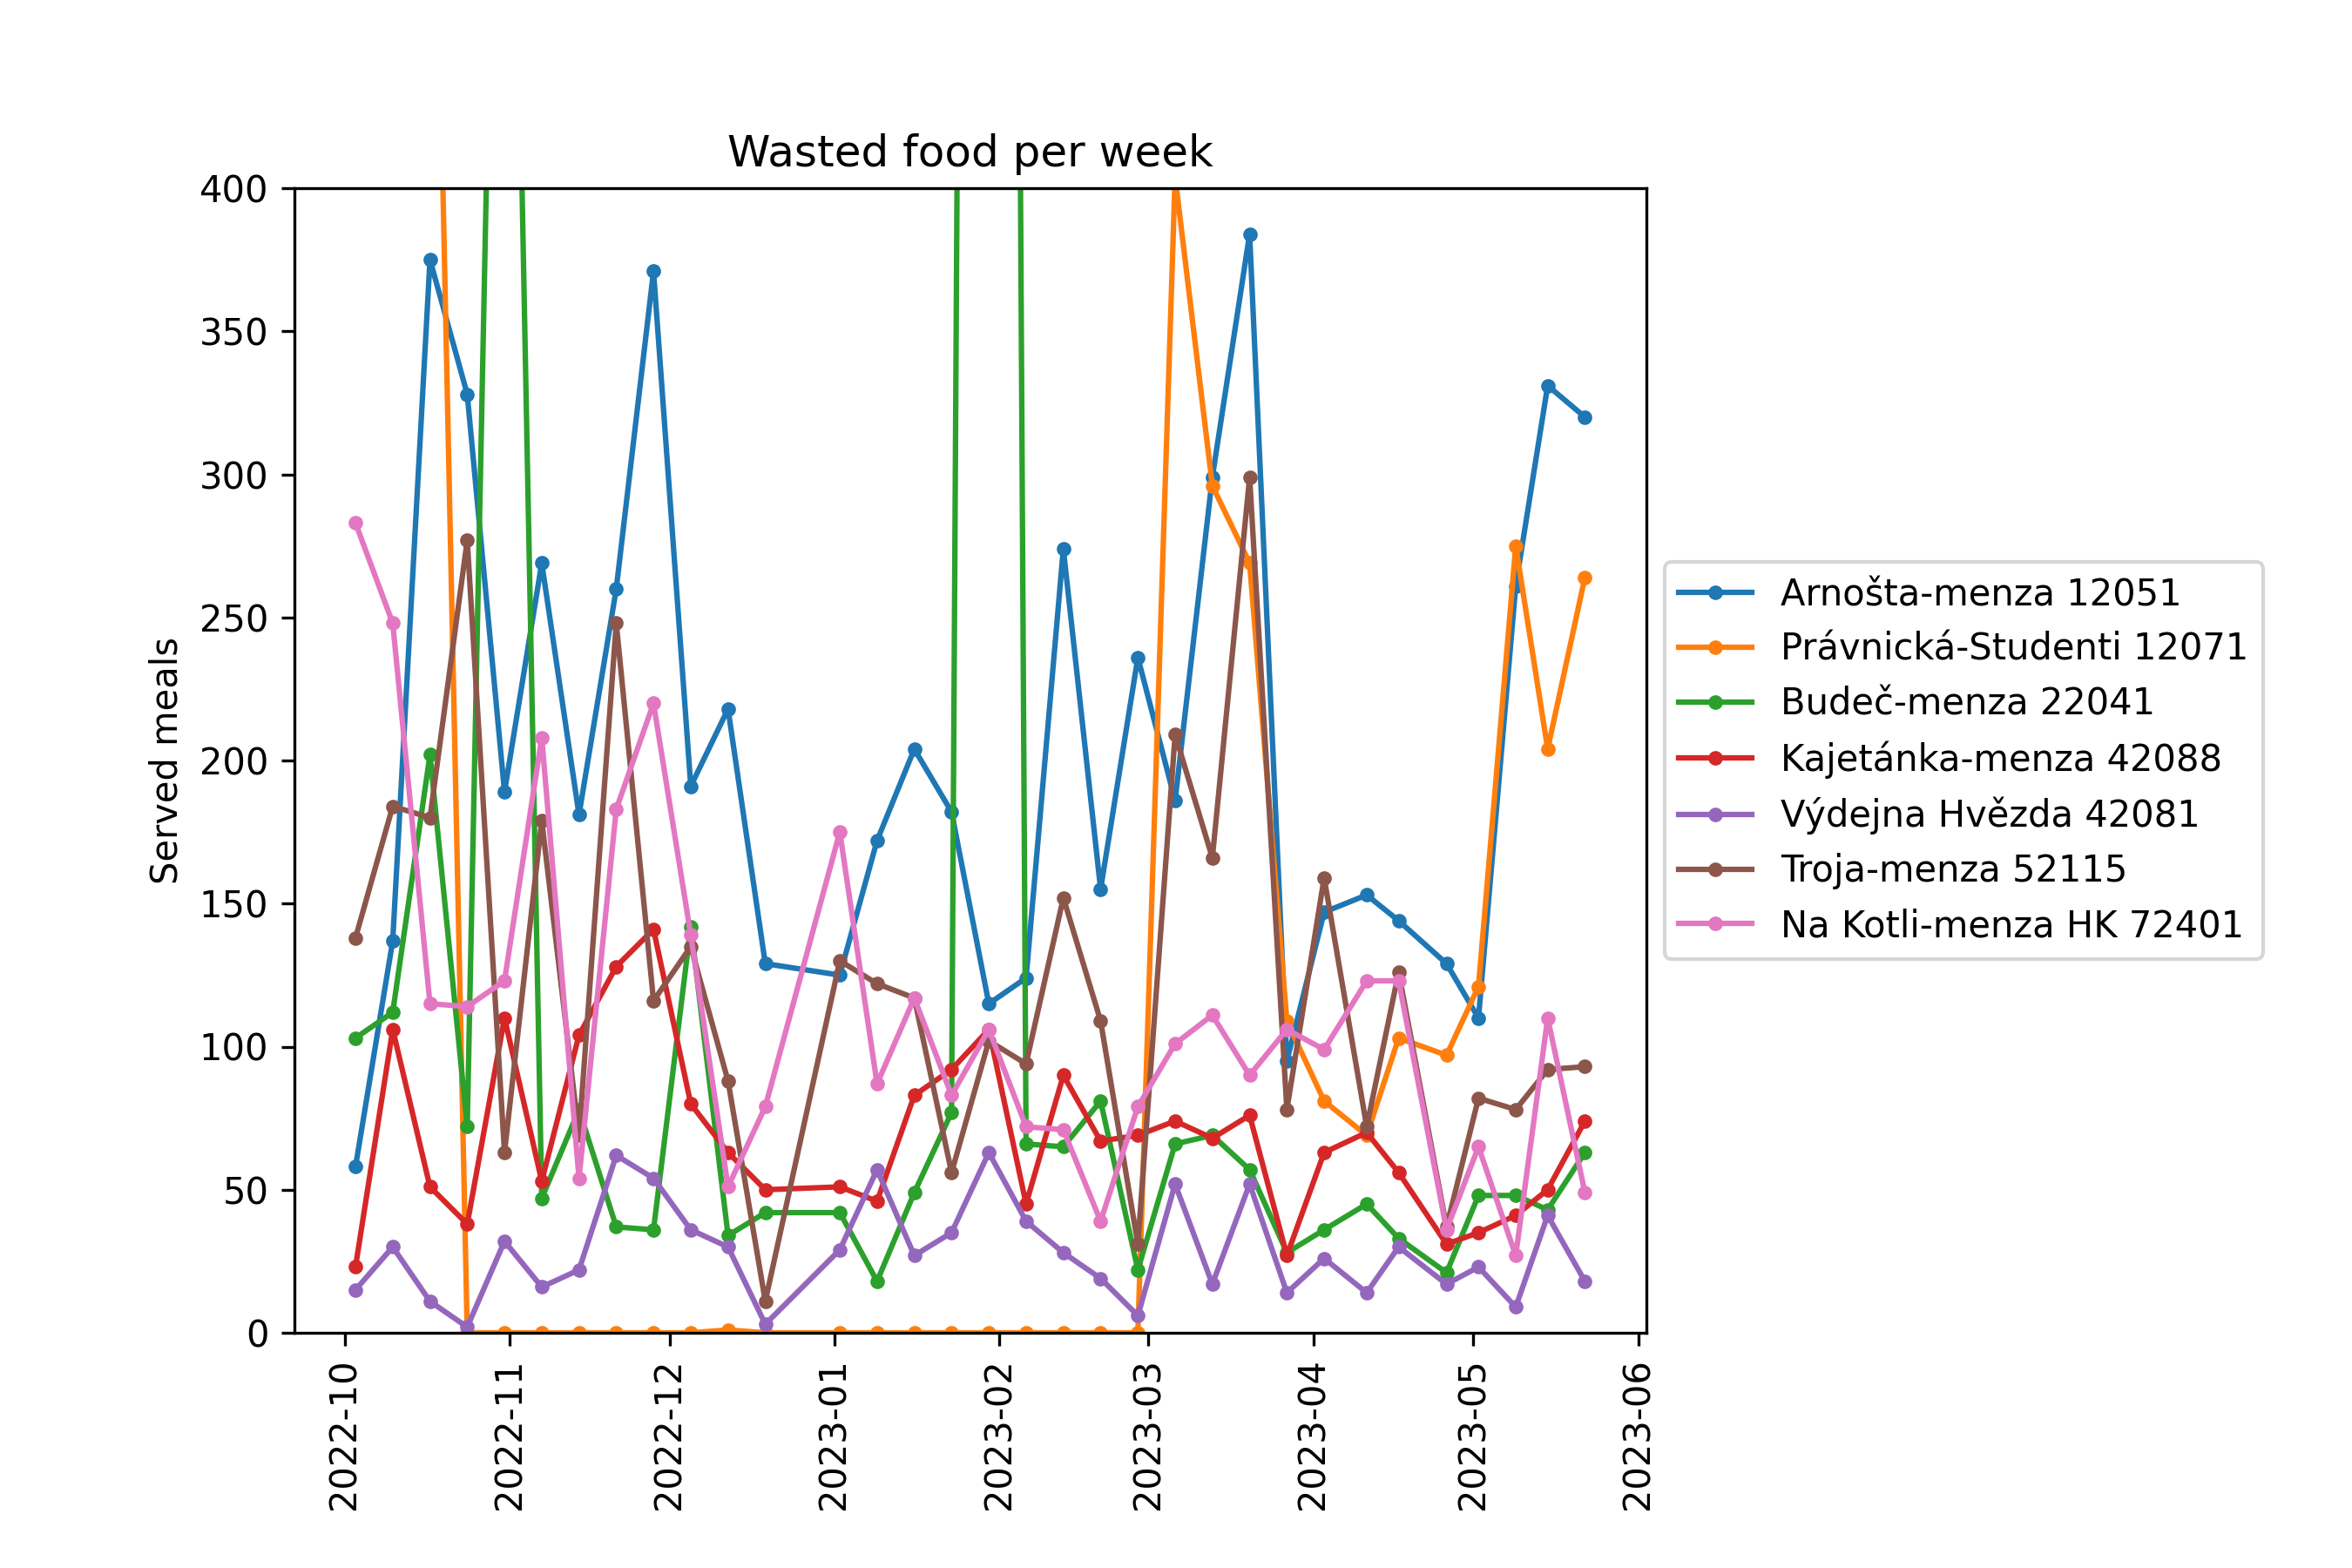 Wasted food per week
Served meals
400
350
300
250
200
150
100
50
0
2022-10
2022-11
2022-12
2023-01
2023-02
2023-03
2023-04
2023-05
2023-06
Arnošta-menza 12051
Právnická-Studenti 12071
Budeč-menza 22041
Kajetánka-menza 42088
Výdejna Hvězda 42081
Troja-menza 52115
Na Kotli-menza HK 72401